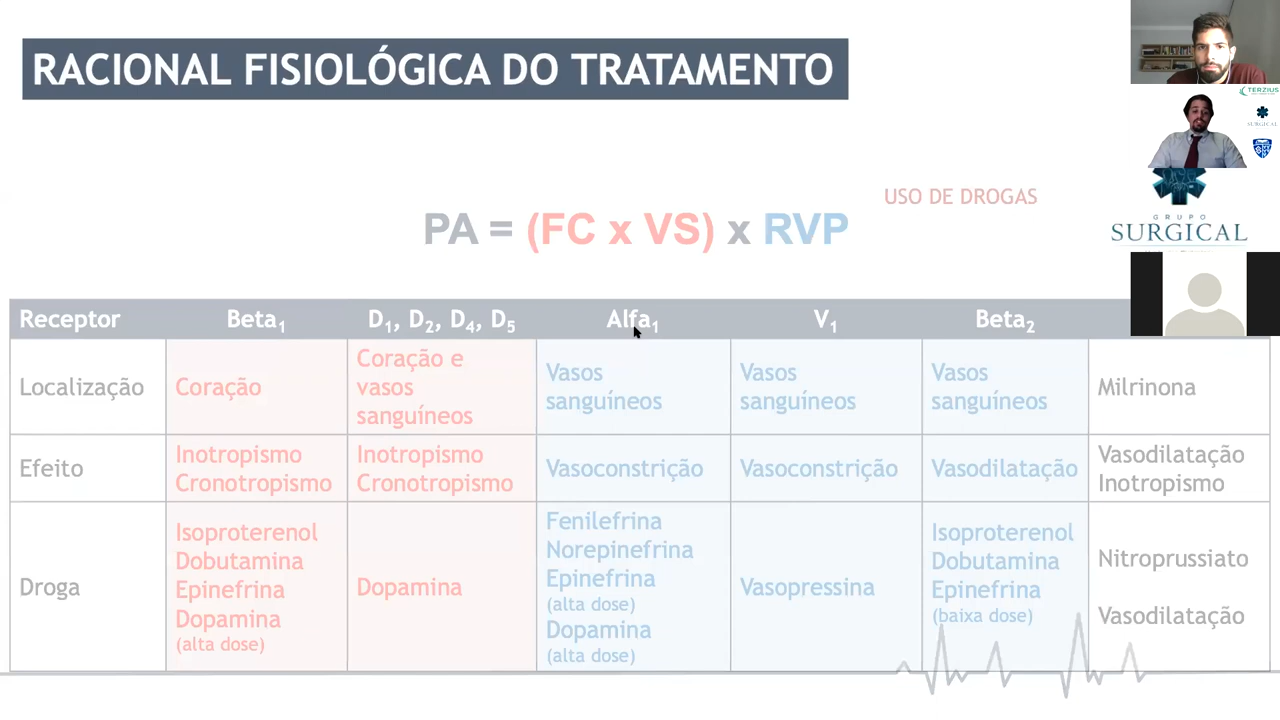 RACIONAL FISIOLÓGICA DO TRATAMENTO
TERZIUS
SURGICAL
USO DE DROGAS
PA = (FC x VS) x RVP
GRUPO
SURGICAL
Receptor Beta1 D1, D2, D4, D5 Alfa1 V1 Beta2
Localização
Coração
Coração e
vasos
sanguíneos
Vasos
sanguíneos
Vasos
sanguíneos
Vasos
sanguíneos
Milrinona
Efeito
Inotropismo
Cronotropismo
Inotropismo
Cronotropismo
Vasoconstrição
Vasoconstrição
Vasodilatação
Vasodilatação
Inotropismo
Droga
Isoproterenol
Dobutamina
Epinefrina
Dopamina
(alta dose)
Dopamina
Fenilefrina
Norepinefrina
Epinefrina
(alta dose)
Dopamina
(alta dose)
Vasopressina
Isoproterenol
Dobutamina
Epinefrina
(baixa dose)
Nitroprussiato
Vasodilatação